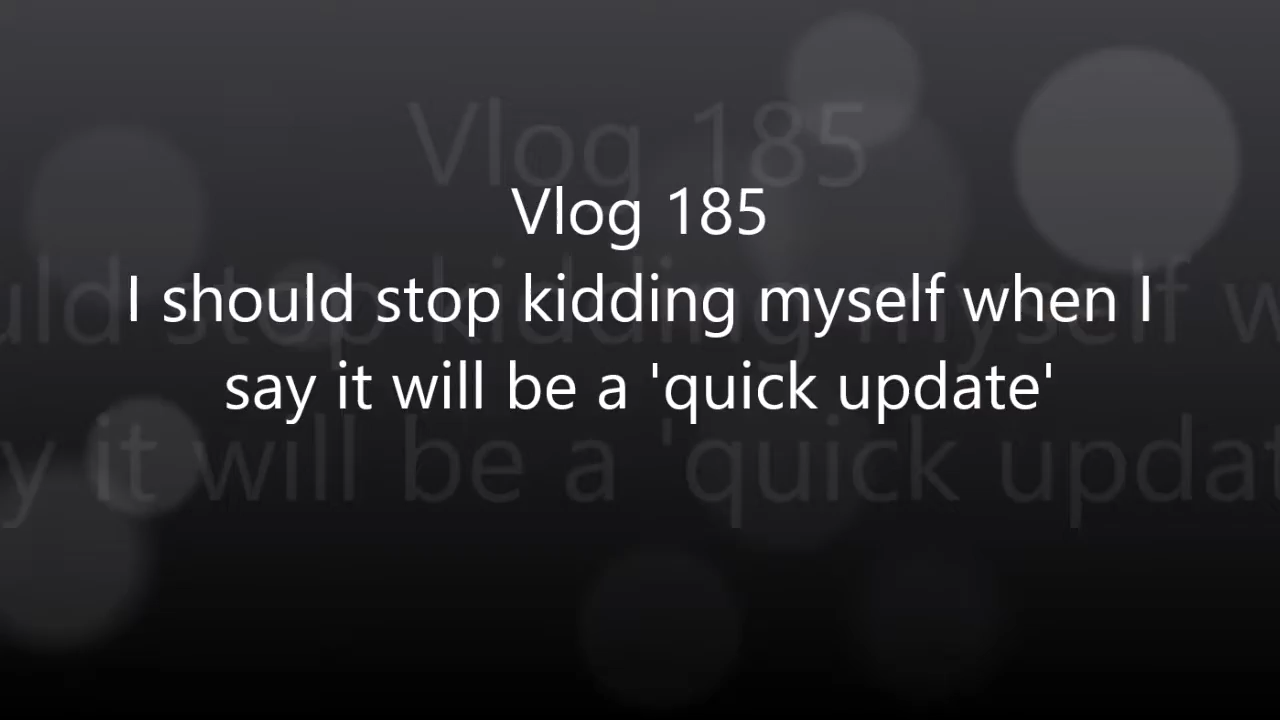 Vlog 185
I should stop kidding myself when I
say it will be a 'quick update'